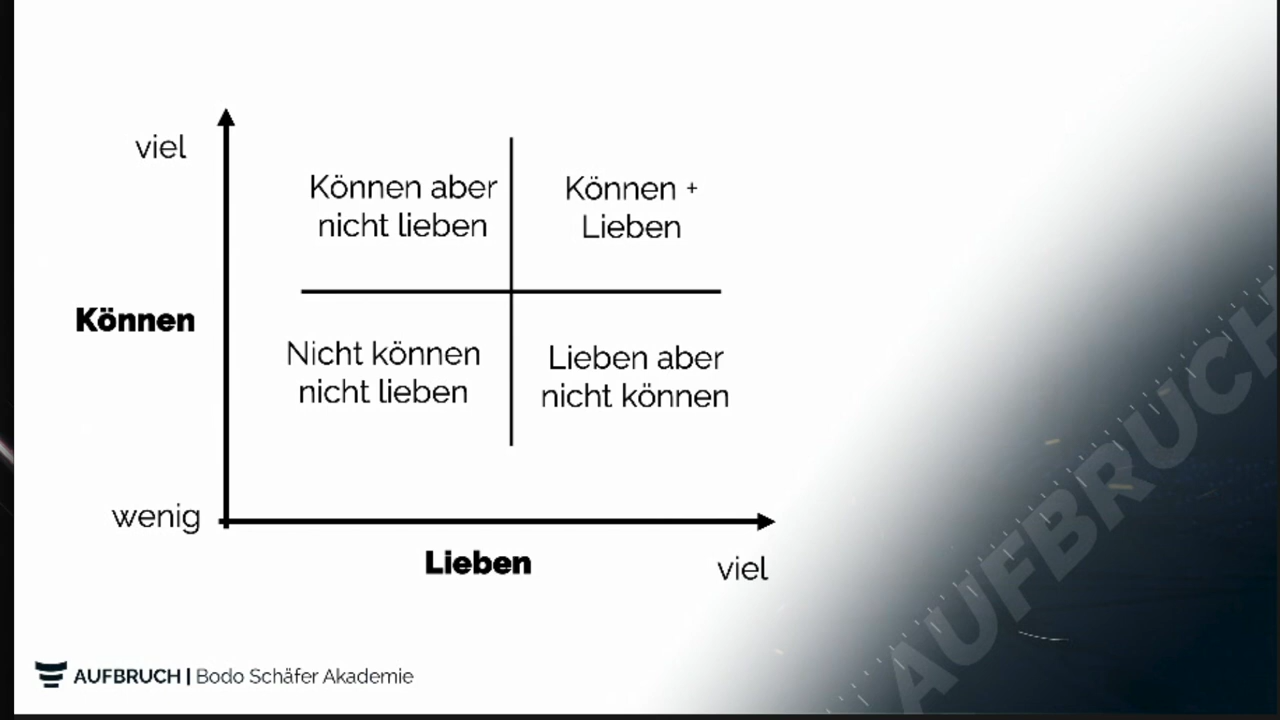 viel
Können aber
nicht lieben
Können +
Lieben
Können
Nicht können
nicht lieben
Lieben aber
nicht können
wenig
Lieben
viel
AUFBRUCH | Bodo Schäfer Akademie
AUFBRUCH